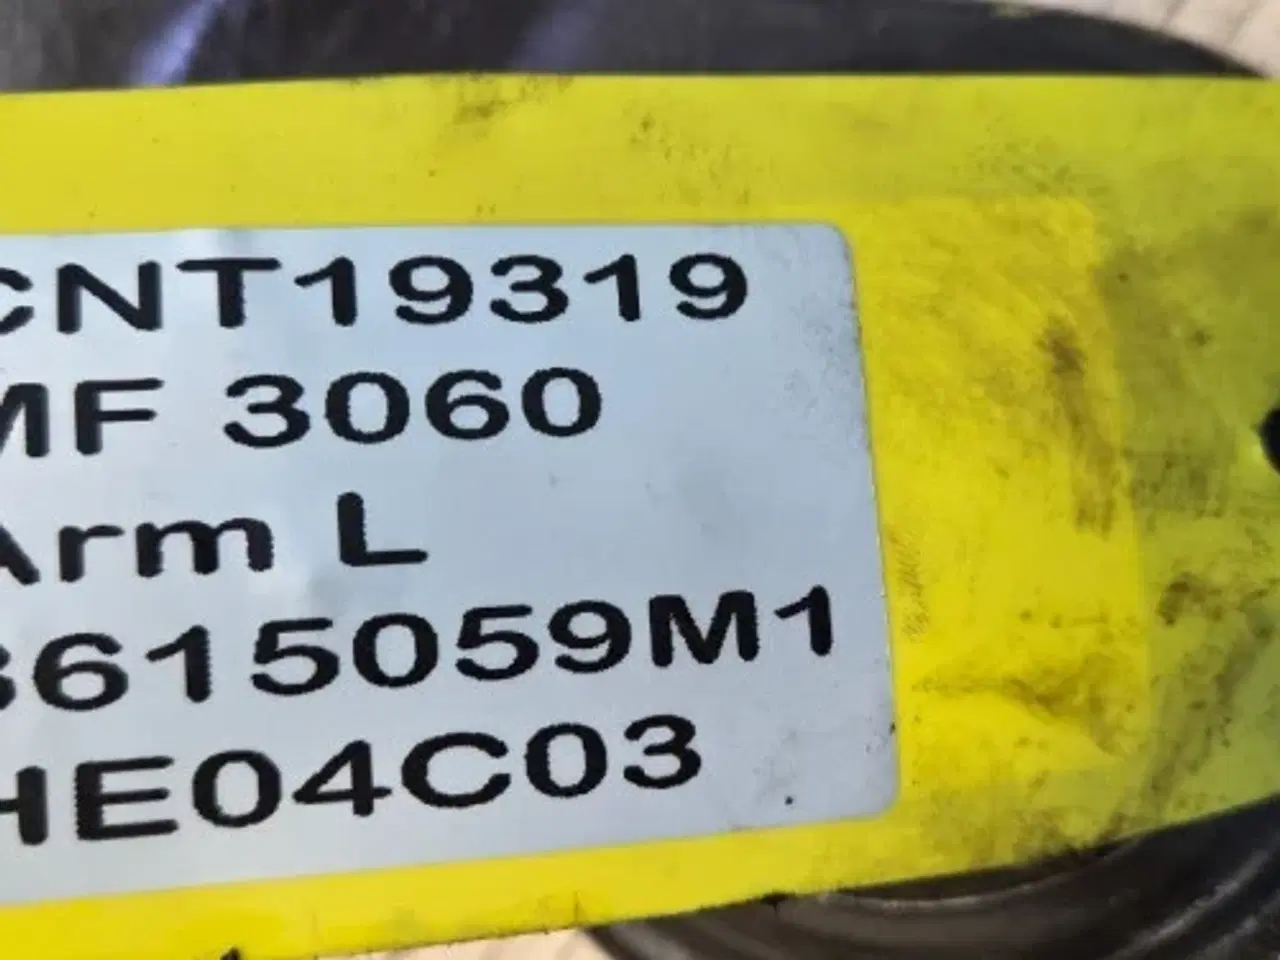 CNT19319
MF 3060
Arm L
3615059M1
HE04C03